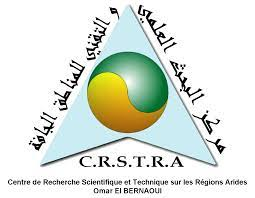 مركز البحث العلمي و التقني للمناطق الجافة
C.R.S.T.R.A
Centre de Recherche Scientifique et Technique sur les Régions Arides
Omar El BERNAOUI